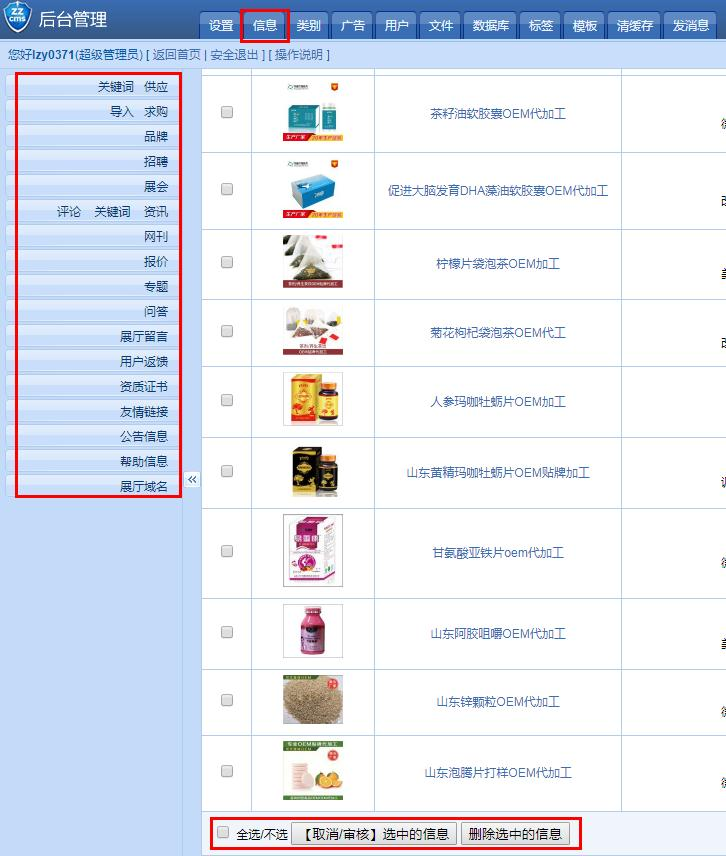 zz
cms
后台管理
设置 信息 类别 广告 用户 文件 数据库 标签 模板 清缓存 发消息
您好lzy0371(超级管理员) [ 返回首页 | 安全退出 ] [ 操作说明 ]
关键词 供应
导入 求购
品牌
招聘
展会
评论 关键词 资讯
网刊
报价
专题
问答
展厅留言
用户返馈
资质证书
友情链接
公告信息
帮助信息
展厅域名
«
茶籽油软胶囊OEM代加工
促进大脑发育DHA藻油软胶囊OEM代加工
柠檬片袋泡茶OEM加工
菊花枸杞袋泡茶OEM代工
人参玛咖牡蛎片OEM加工
山东黄精玛咖牡蛎片OEM贴牌加工
甘氨酸亚铁片oem代加工
山东阿胶咀嚼OEM代加工
山东锌颗粒OEM代加工
山东泡腾片打样OEM代加工
全选/不选 【取消/审核】选中的信息 删除选中的信息